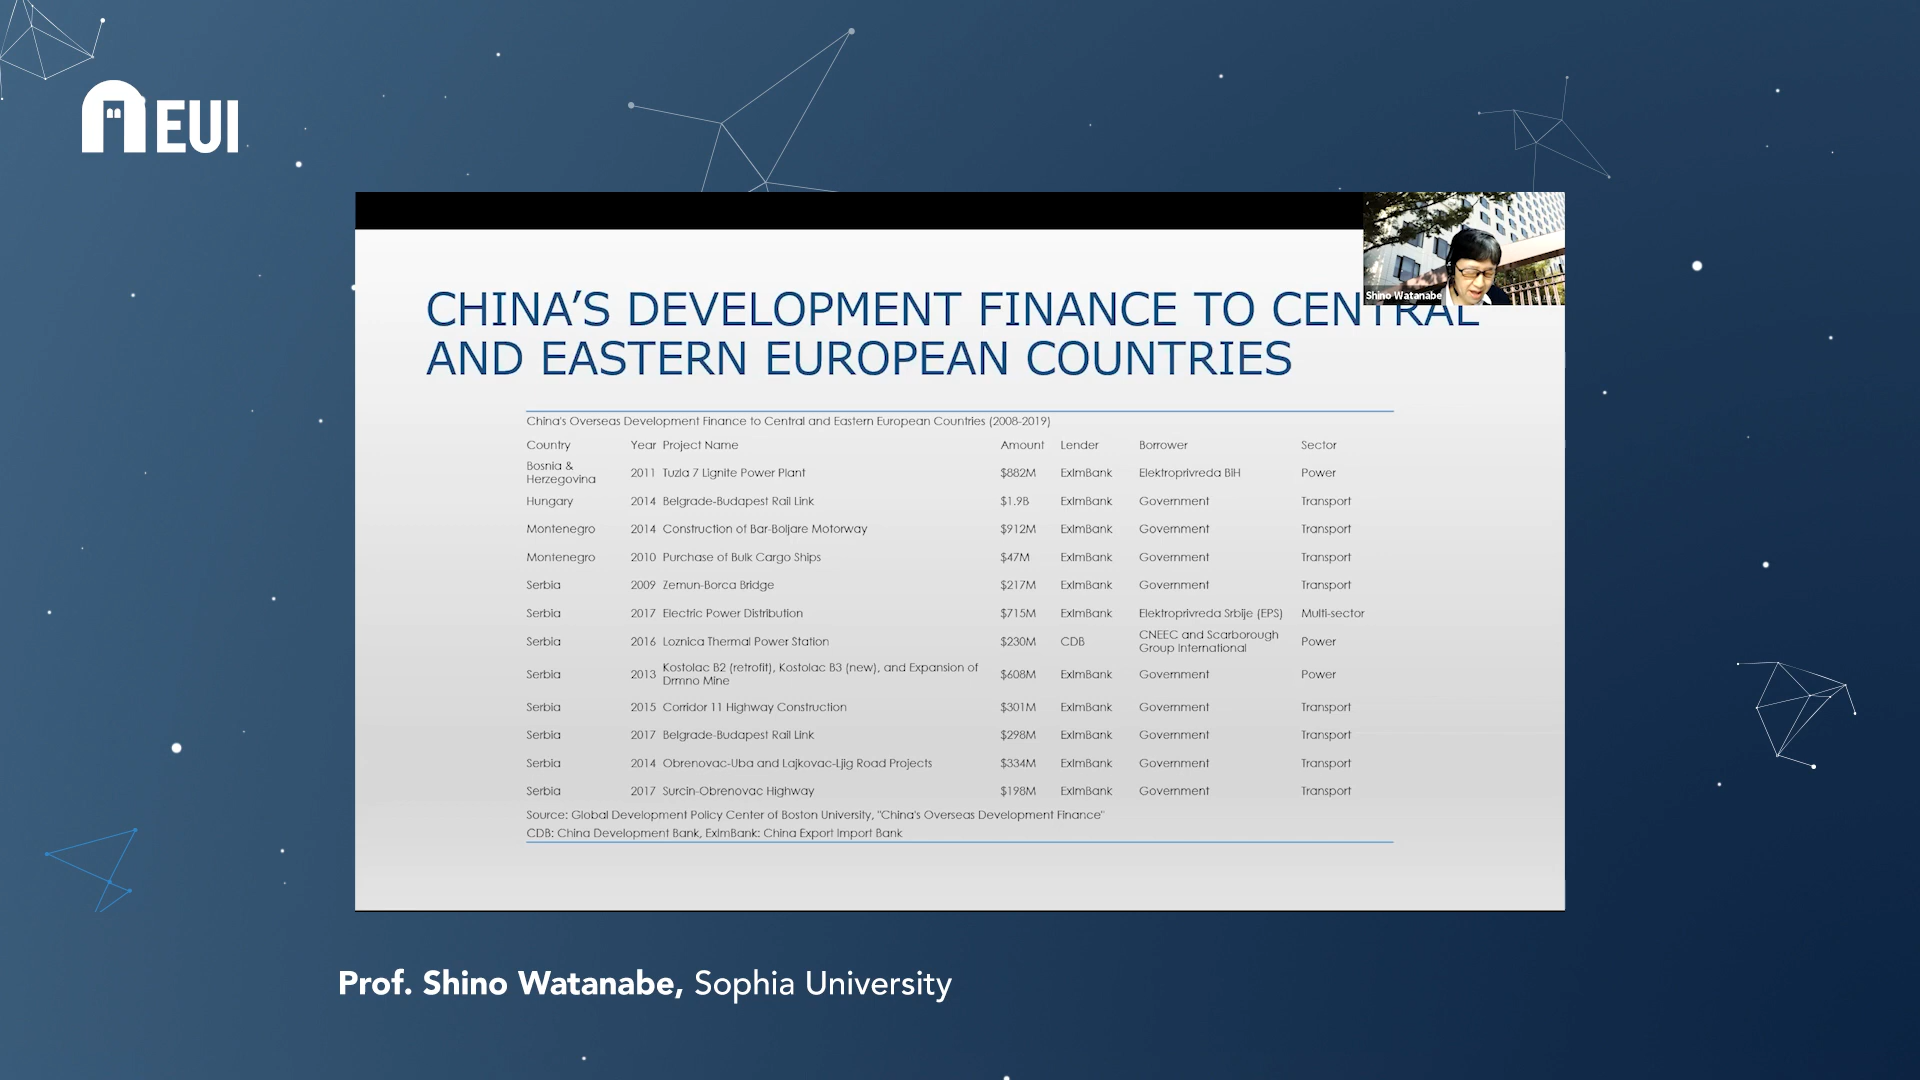 EUI
Shino Watanabe
CHINA'S DEVELOPMENT FINANCE TO CENTRAL
AND EASTERN EUROPEAN COUNTRIES
China's Overseas Development Finance to Central and Eastern European Countries (2008-2019)
Country Year Project Name Amount Lender Borrower Sector
Bosnia &
Herzegovina 2011 Tuzla 7 Lignite Power Plant $882M ExImBank Elektroprivreda BiH Power
Hungary 2014 Belgrade-Budapest Rail Link $1.9B ExImBank Government Transport
Montenegro 2014 Construction of Bar-Boljare Motorway $912M ExImBank Government Transport
Montenegro 2010 Purchase of Bulk Cargo Ships $47M ExImBank Government Transport
Serbia 2009 Zemun-Borca Bridge $217M ExImBank Government Transport
Serbia 2017 Electric Power Distribution $715M ExImBank Elektroprivreda Srbije (EPS) Multi-sector
Serbia 2016 Loznica Thermal Power Station $230M CDB CNEEC and Scarborough
Group International Power
Serbia 2013 Kostolac B2 (retrofit), Kostolac B3 (new), and Expansion of
Drmno Mine $608M ExImBank Government Power
Serbia 2015 Corridor 11 Highway Construction $301M ExImBank Government Transport
Serbia 2017 Belgrade-Budapest Rail Link $298M ExImBank Government Transport
Serbia 2014 Obrenovac-Uba and Lajkovac-Ljig Road Projects $334M ExImBank Government Transport
Serbia 2017 Surcin-Obrenovac Highway $198M ExImBank Government Transport
Source: Global Development Policy Center of Boston University, "China's Overseas Development Finance"
CDB: China Development Bank, ExImBank: China Export Import Bank
Prof. Shino Watanabe, Sophia University